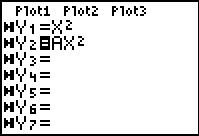 Plot1 Plot2 Plot3
Y1=X²
Y2=AX²
Y3=
Y4=
Y5=
Y6=
Y7=